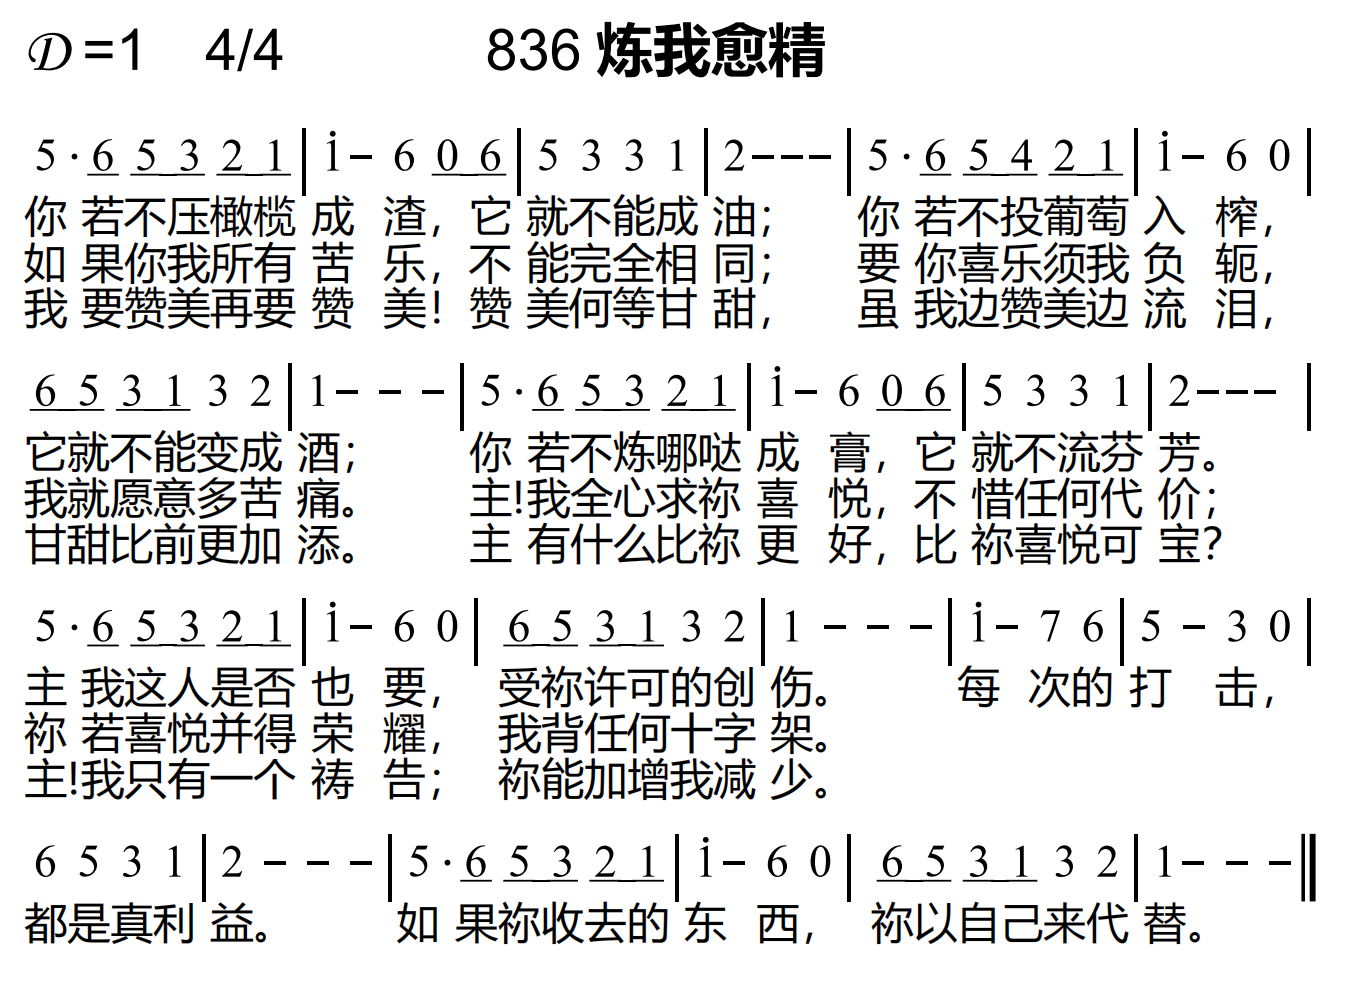 D=1 4/4 836 炼我愈精
5 · 6 5 3 2 1 | i – 6 0 6 | 5 3 3 1 | 2 – – – | 5 · 6 5 4 2 1 | i – 6 0 |
你 若不压橄榄 成 渣，它 就不能成 油； 你 若不投葡萄 入 榨，
如 果你我所有 苦 乐，不 能完全相 同； 要 你喜乐须我 负 轭，
我 要赞美再要 赞 美！赞 美何等甘 甜， 虽 我边赞美边 流 泪，
6 5 3 1 3 2 | 1 – – – | 5 · 6 5 3 2 1 | i – 6 0 6 | 5 3 3 1 | 2 – – – |
它就不能变成 酒； 你 若不炼哪哒 成 膏，它 就不流芬 芳。
我就愿意多苦 痛。 主!我全心求祢 喜 悦，不 惜任何代 价；
甘甜比前更加 添。 主 有什么比祢 更 好，比 祢喜悦可 宝?
5 · 6 5 3 2 1 | i – 6 0 | 6 5 3 1 3 2 | 1 – – – | i – 7 6 | 5 – 3 0 |
主 我这人是否 也 要， 受祢许可的创 伤。 每 次的 打 击，
祢 若喜悦并得 荣 耀， 我背任何十字 架。
主!我只有一个 祷 告； 祢能加增我减 少。
6 5 3 1 | 2 – – – | 5 · 6 5 3 2 1 | i – 6 0 | 6 5 3 1 3 2 | 1 – – – ‖
都是真利 益。 如 果祢收去的 东 西， 祢以自己来代 替。